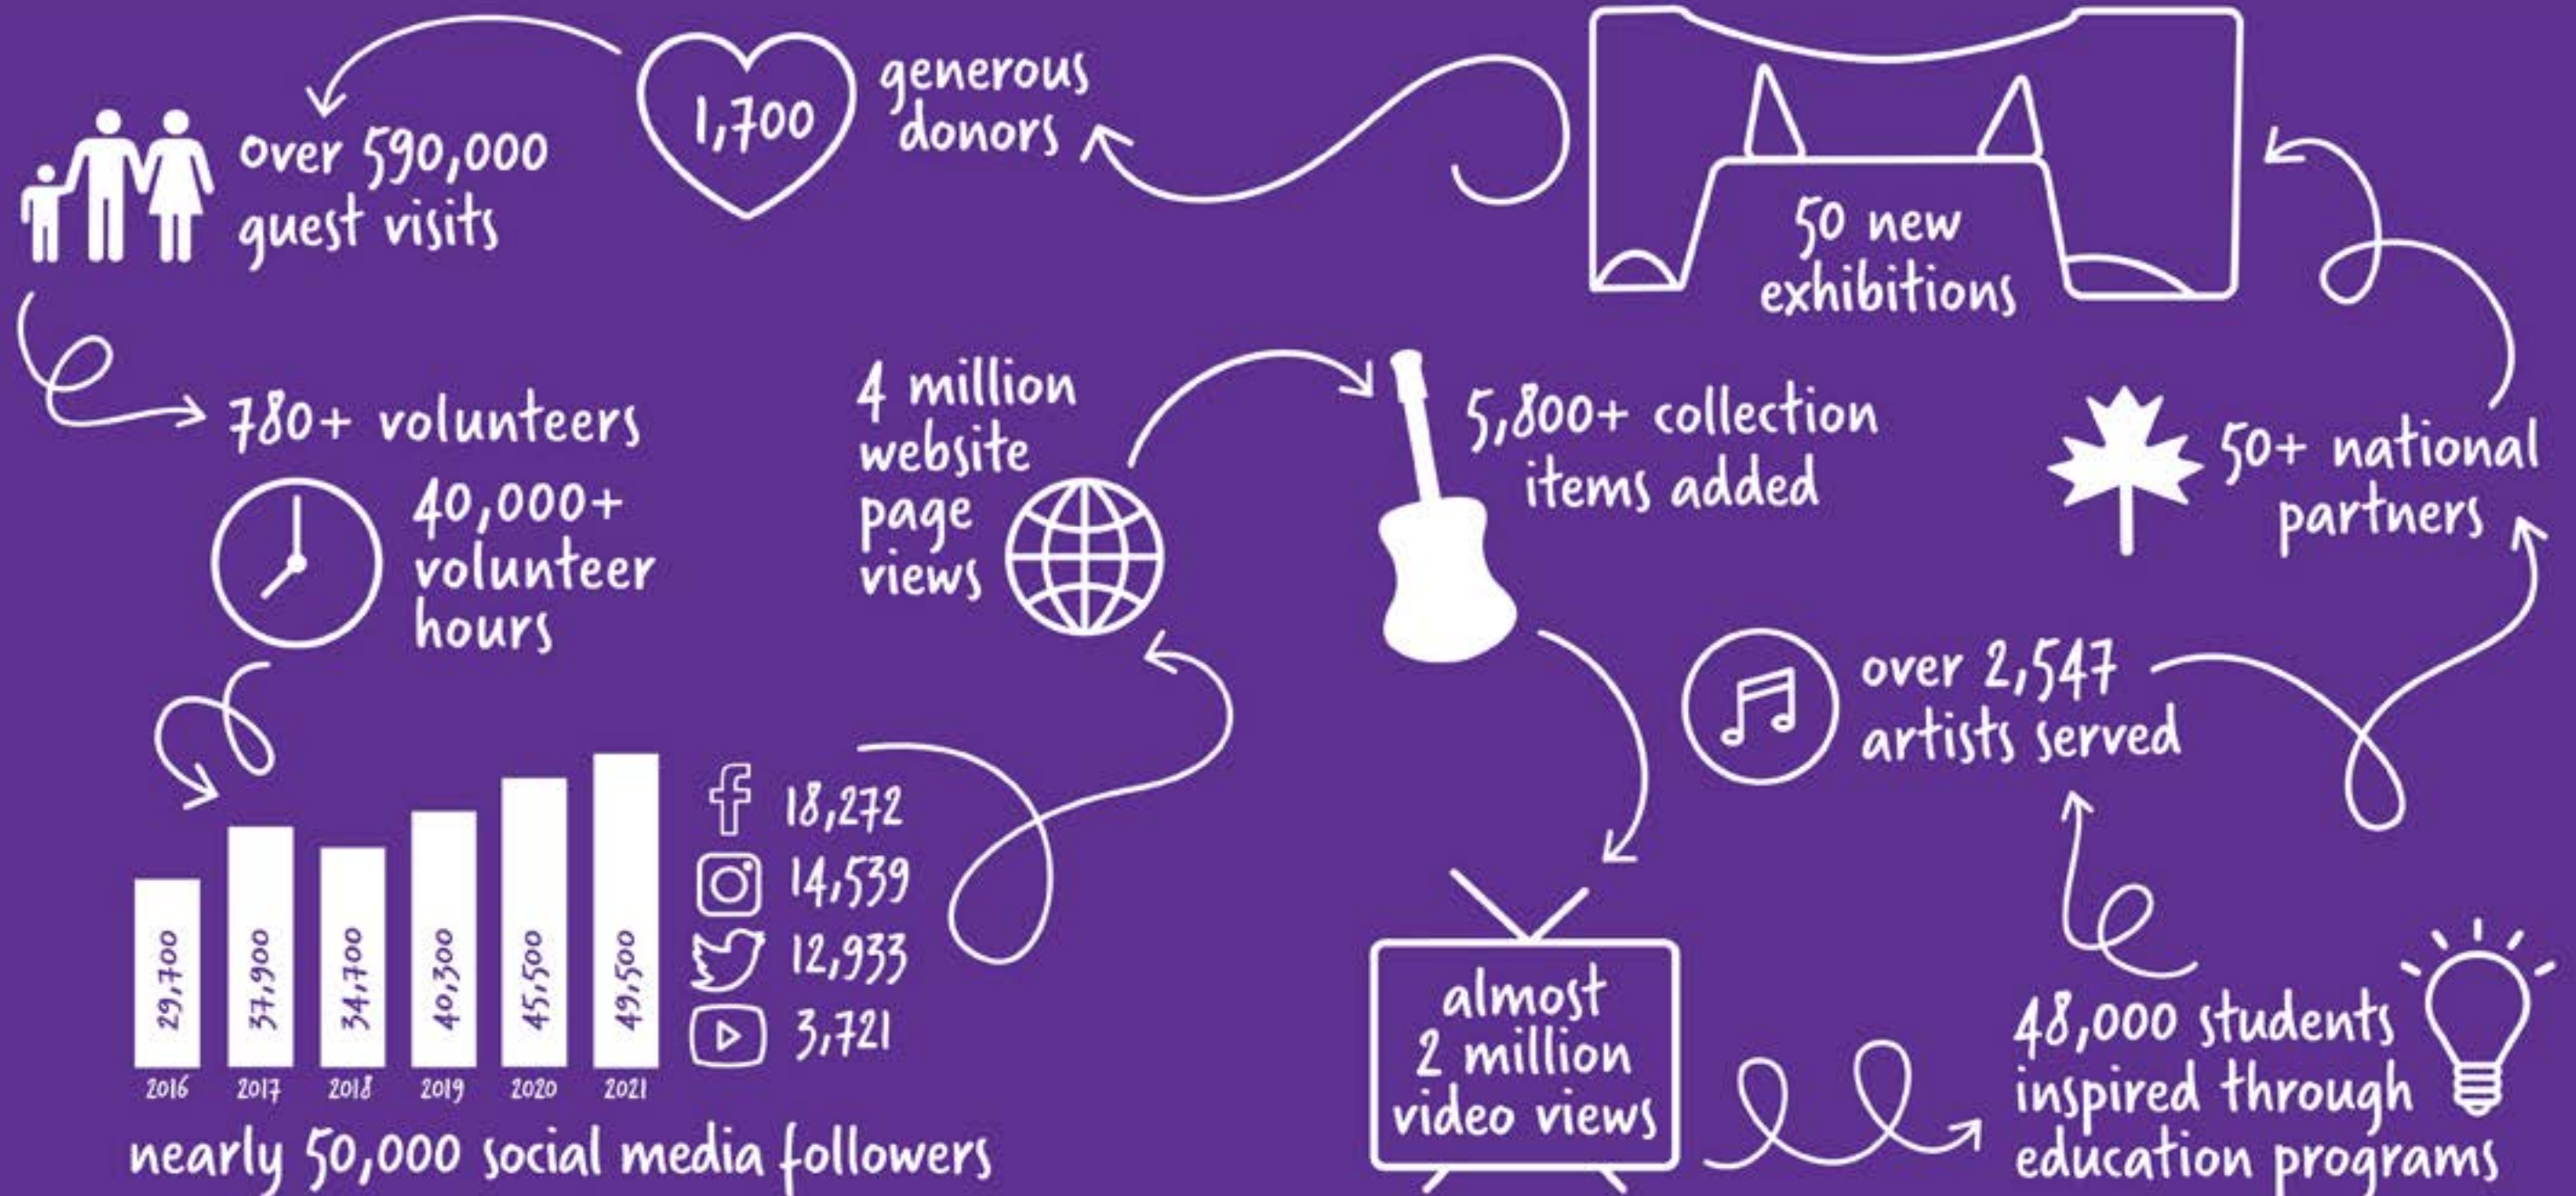 over 590,000
guest visits
1,700
generous
donors
50 new
exhibitions
780+ volunteers
40,000+
volunteer
hours
4 million
website
page
views
5,800+ collection
items added
50+ national
partners
over 2,547
artists served
29,700
37,900
34,700
40,300
45,500
49,500
2016
2017
2018
2019
2020
2021
18,272
14,539
12,933
3,721
nearly 50,000 social media followers
almost
2 million
video views
48,000 students
inspired through
education programs